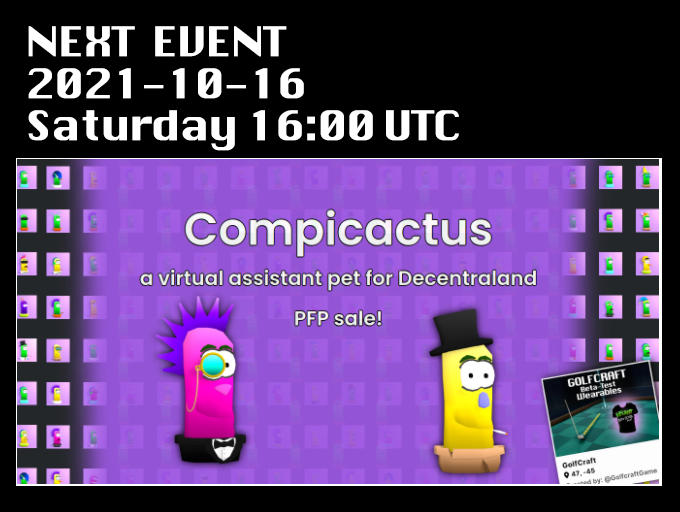 NEXT EVENT
2021-10-16
Saturday 16:00 UTC
Compicactus
a virtual assistant pet for Decentraland
PFP sale!
GOLFCRAFT
Beta-Test
Wearables
GolfCraft
47,-45
by: @GolfcraftGame